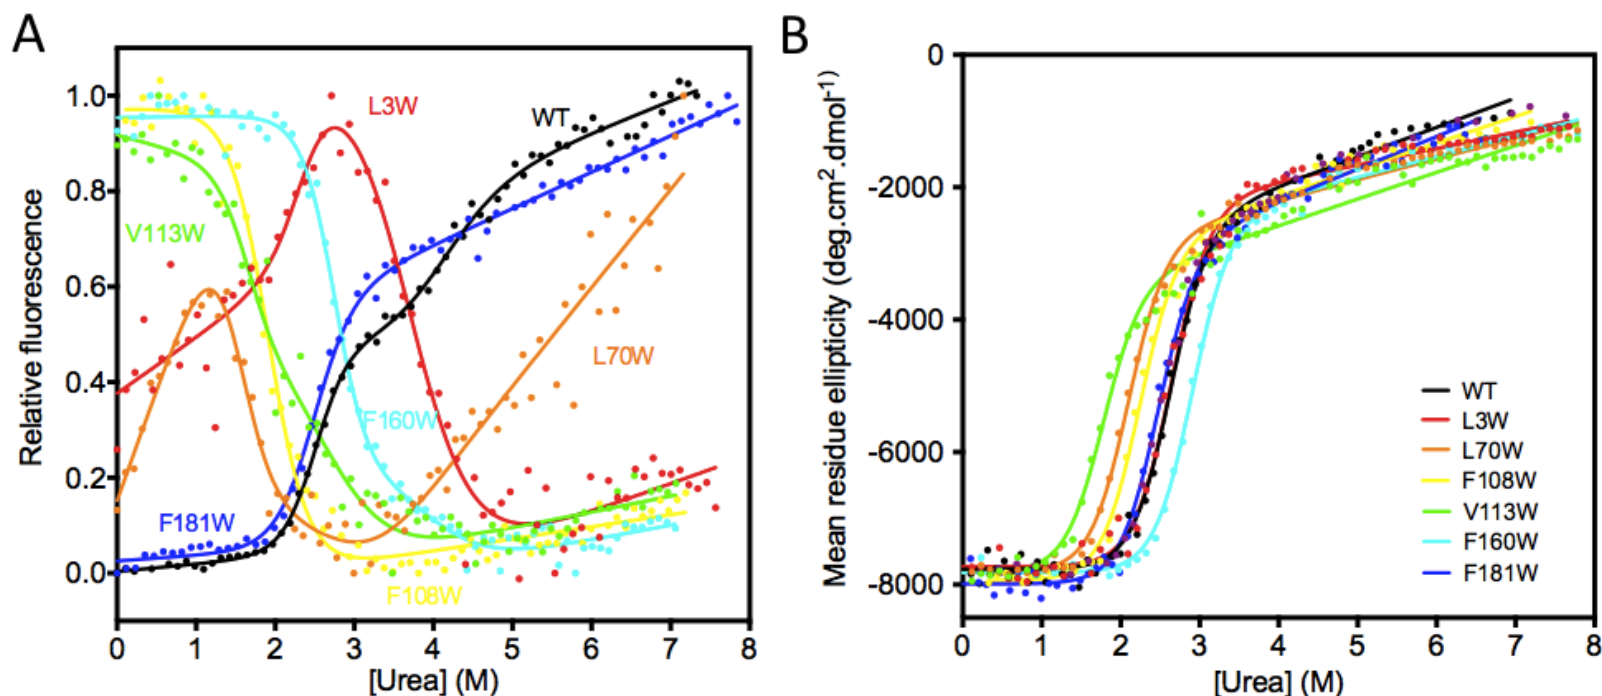 A
Relative fluorescence
1.0
0.8
0.6
0.4
0.2
0.0
0 1 2 3 4 5 6 7 8
[Urea] (M)
L3W
WT
V113W
L70W
F160W
F181W
F108W
B
Mean residue ellipticity (deg.cm².dmol⁻¹)
0
-2000
-4000
-6000
-8000
0 1 2 3 4 5 6 7 8
[Urea] (M)
WT
L3W
L70W
F108W
V113W
F160W
F181W